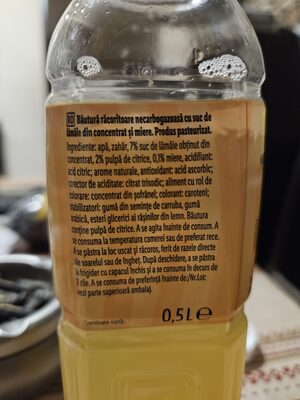 RO Băutură răcoritoare necarbogazoasă cu suc de
lămâie din concentrat și miere. Produs pasteurizat.
Ingrediente: apă, zahăr, 7% suc de lămâie obținut din
concentrat, 2% pulpă de citrice, 0,1% miere, acidifiant:
acid citric; arome naturale, antioxidant: acid ascorbic;
corector de aciditate: citrat trisodic; aliment cu rol de
colorare: concentrat din șofrănel; colorant: caroteni;
stabilizatori: gumă din semințe de carruba, gumă
arabică, esteri glicerici ai rășinilor din lemn. Băutura
conține pulpă de citrice. A se agita înainte de consum. A
se consuma la temperatura camerei sau de preferat rece.
A se păstra la loc uscat și răcoros, ferit de razele directe
ale soarelui sau de îngheț. După deschidere, a se păstra
la frigider cu capacul închis și a se consuma în decurs de
2 zile. A se consuma de preferință înainte de:/Nr.Lot:
vezi parte superioară ambalaj.
0,5L e
Cantitate netă: